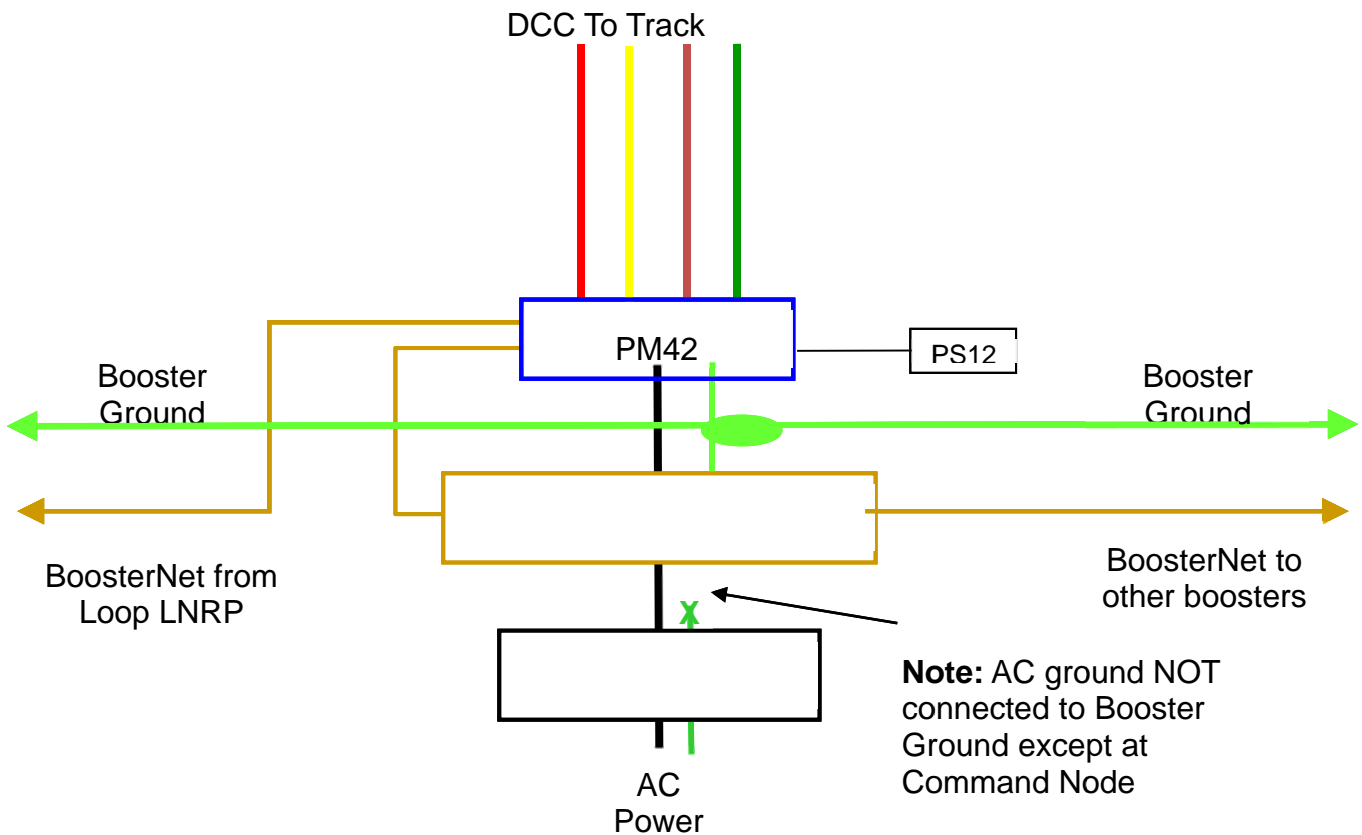 DCC To Track
PM42
PS12
Booster
Ground
Booster
Ground
BoosterNet from
Loop LNRP
BoosterNet to
other boosters
X
Note: AC ground NOT
connected to Booster
Ground except at
Command Node
AC
Power